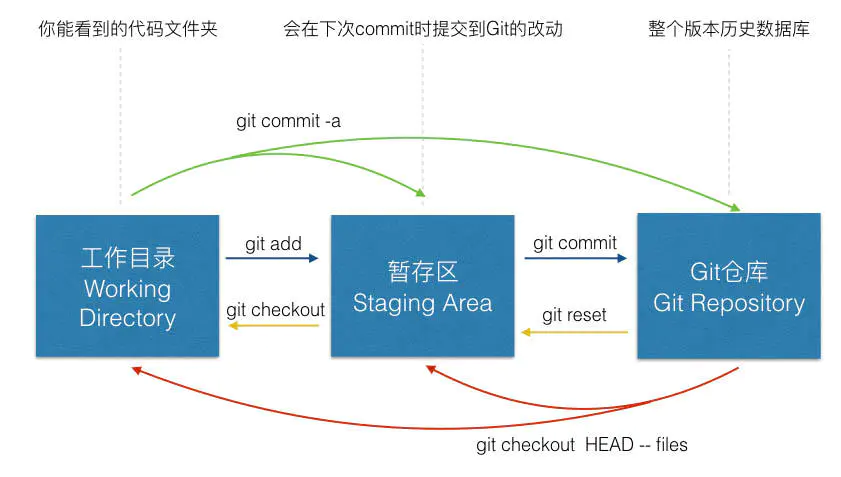 你能看到的代码文件夹
会在下次commit时提交到Git的改动
整个版本历史数据库
git commit -a
工作目录
Working
Directory
git add
git checkout
暂存区
Staging Area
git commit
git reset
Git仓库
Git Repository
git checkout HEAD -- files